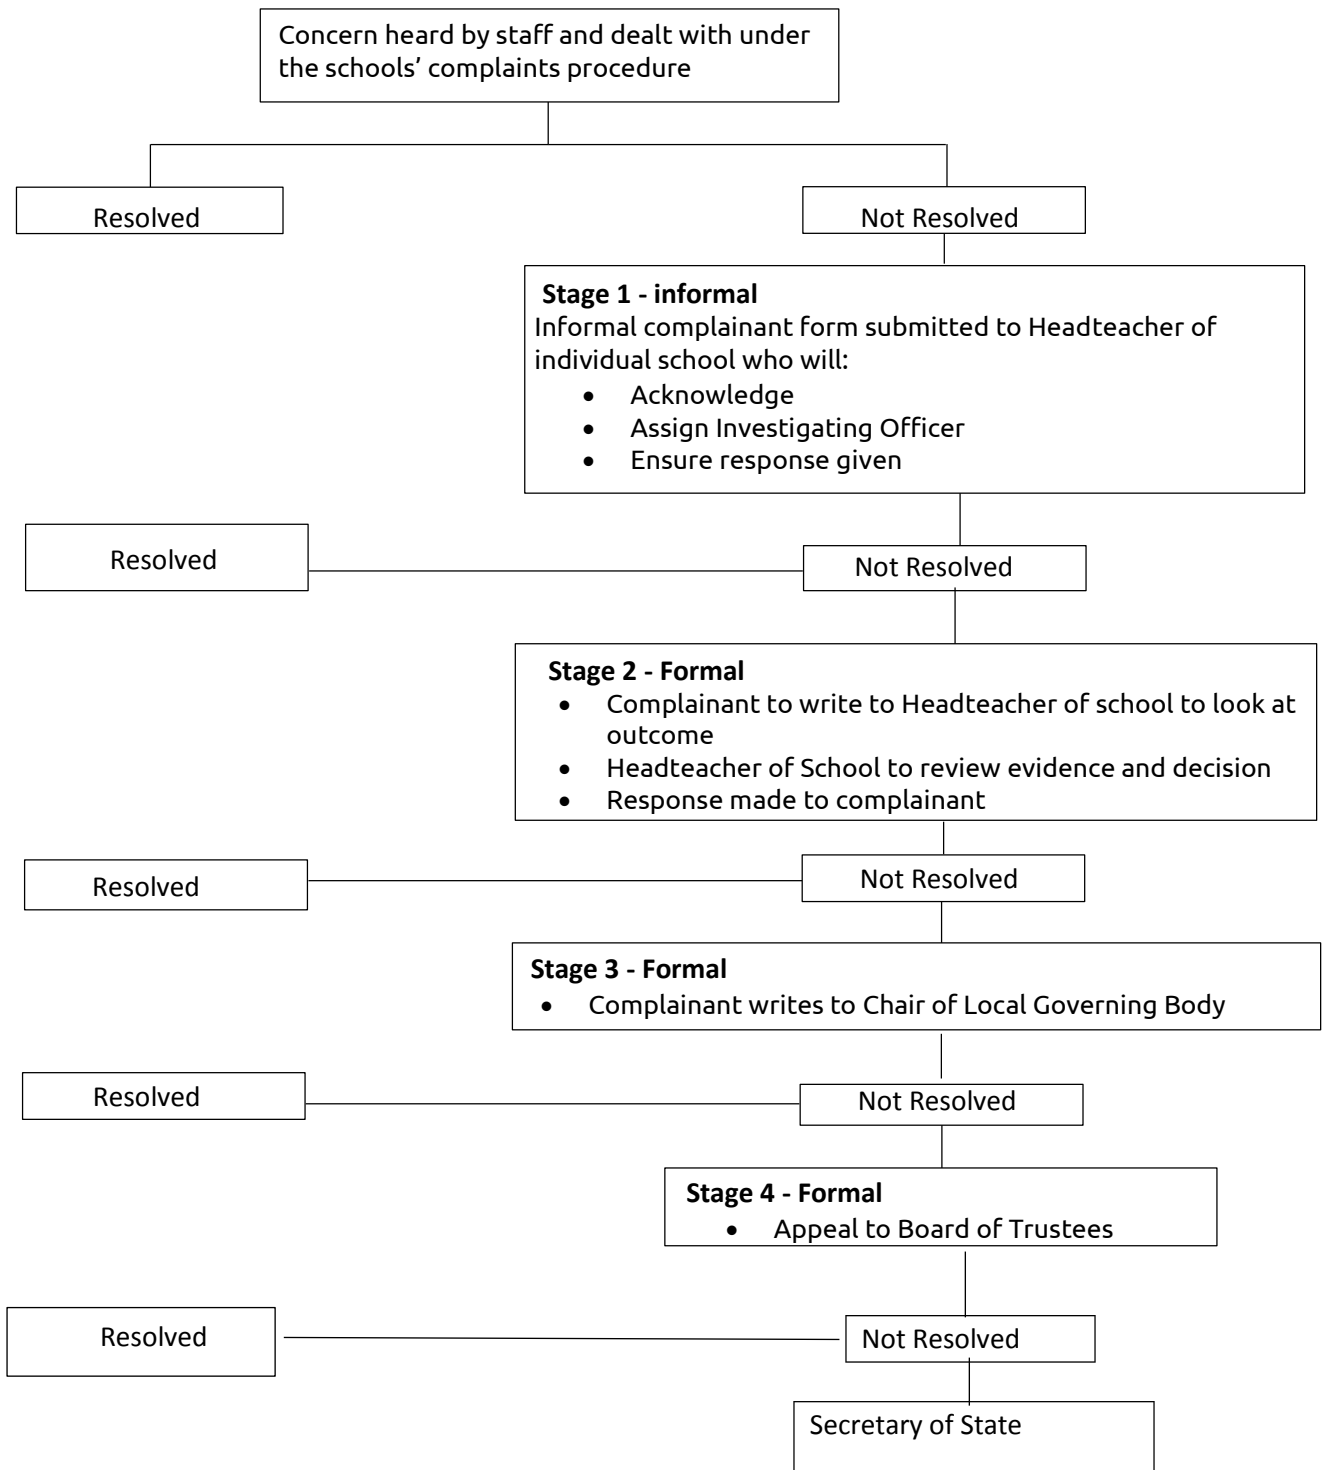 Concern heard by staff and dealt with under
the schools’ complaints procedure
Resolved
Not Resolved
Stage 1 - informal
Informal complainant form submitted to Headteacher of
individual school who will:
• Acknowledge
• Assign Investigating Officer
• Ensure response given
Resolved
Not Resolved
Stage 2 - Formal
• Complainant to write to Headteacher of school to look at
outcome
• Headteacher of School to review evidence and decision
• Response made to complainant
Resolved
Not Resolved
Stage 3 - Formal
• Complainant writes to Chair of Local Governing Body
Resolved
Not Resolved
Stage 4 - Formal
• Appeal to Board of Trustees
Resolved
Not Resolved
Secretary of State